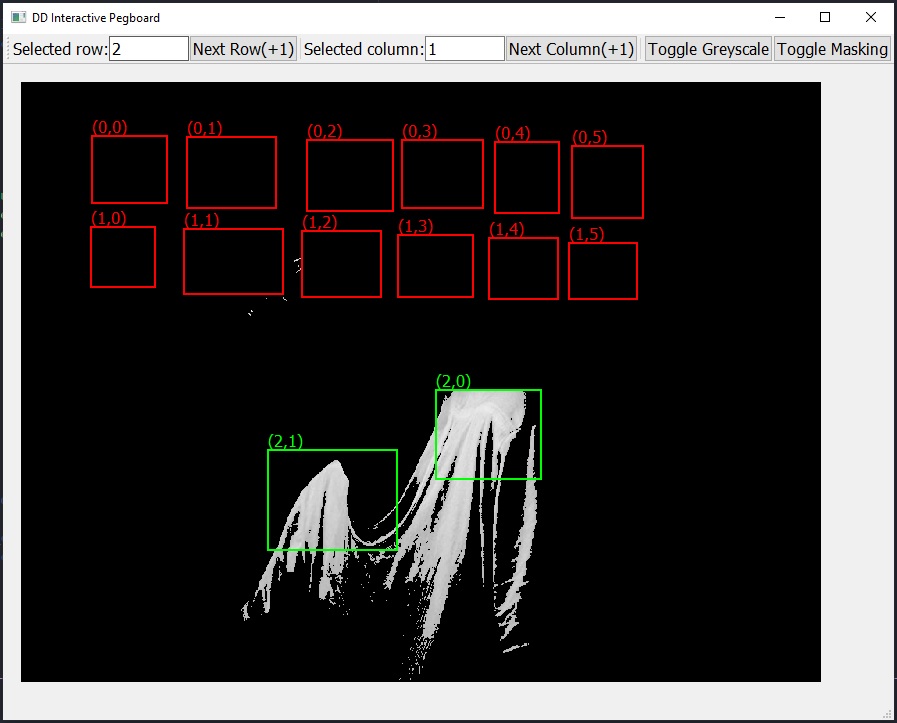 DD Interactive Pegboard
Selected row: 2 Next Row(+1) Selected column: 1 Next Column(+1) Toggle Greyscale Toggle Masking
(0,0) (0,1) (0,2) (0,3) (0,4) (0,5)
(1,0) (1,1) (1,2) (1,3) (1,4) (1,5)
(2,0)
(2,1)